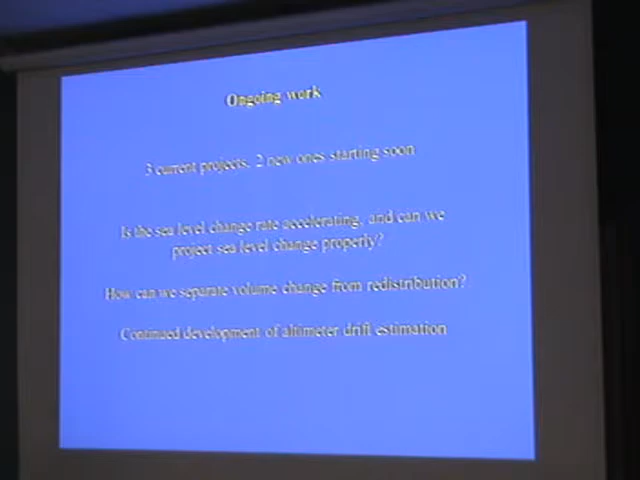 Ongoing work
3 current projects. 2 new ones starting soon
Is the sea level change rate accelerating, and can we
project sea level change properly?
How can we separate volume change from redistribution?
Continued development of altimeter drift estimation